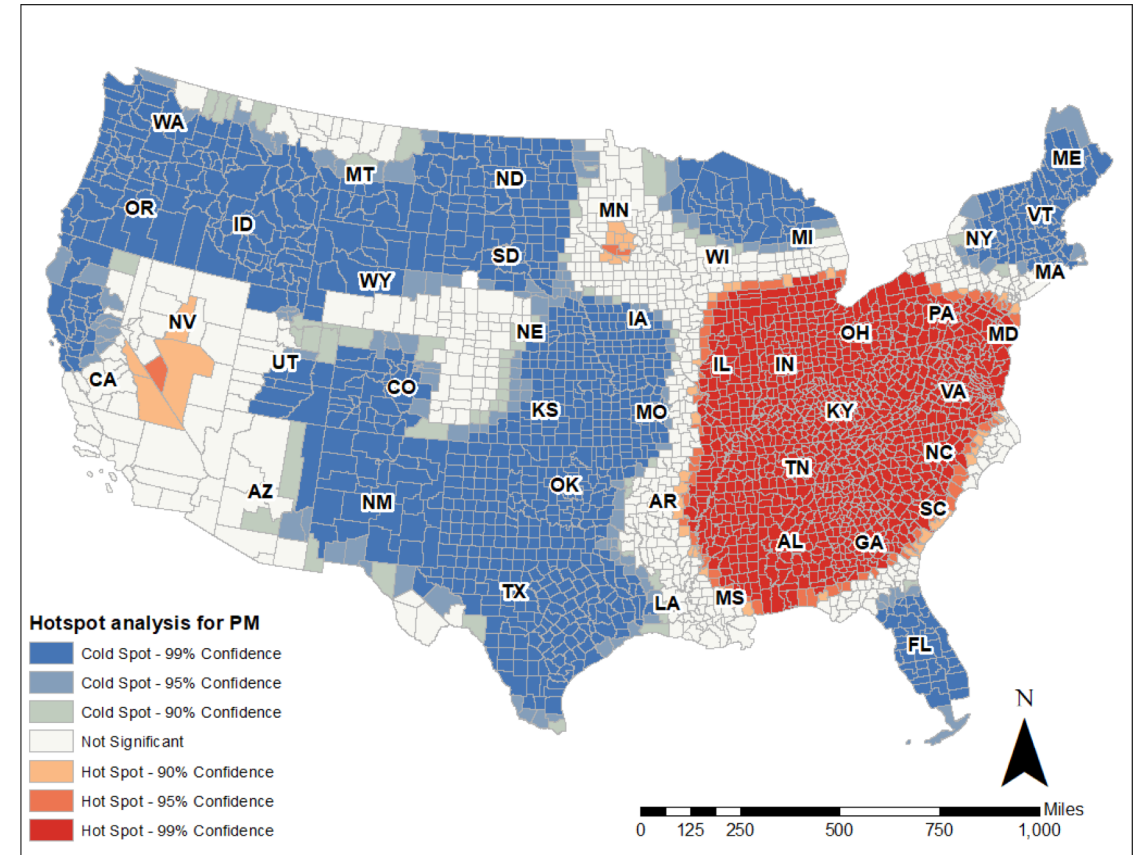 WA
MT
ND
ME
OR
ID
MN
VT
NY
MI
WY
SD
WI
MA
NV
NE
IA
PA
OH
MD
UT
IL
IN
CA
CO
VA
KS
MO
KY
NC
TN
AZ
NM
OK
AR
SC
AL
GA
TX
LA
MS
FL
Hotspot analysis for PM
Cold Spot - 99% Confidence
Cold Spot - 95% Confidence
Cold Spot - 90% Confidence
Not Significant
Hot Spot - 90% Confidence
Hot Spot - 95% Confidence
Hot Spot - 99% Confidence
N
Miles
0 125 250 500 750 1,000